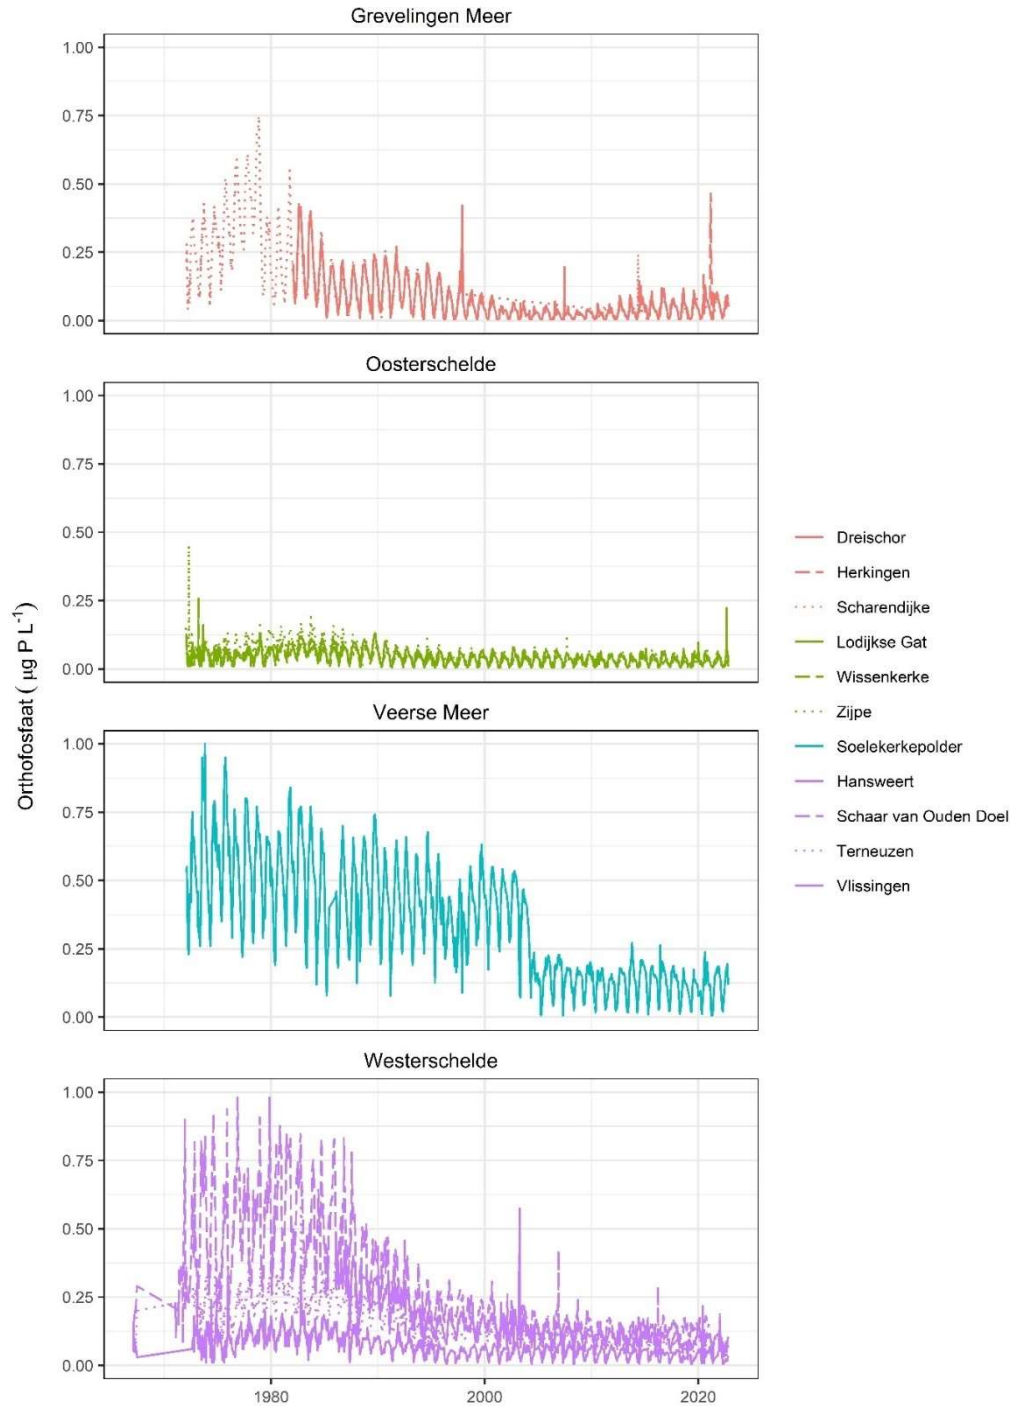 Grevelingen Meer
1.00
0.75
0.50
0.25
0.00
Oosterschelde
1.00
0.75
0.50
0.25
0.00
Veerse Meer
1.00
0.75
0.50
0.25
0.00
Westerschelde
1.00
0.75
0.50
0.25
0.00
1980 2000 2020
Orthofosfaat ( µg P L⁻¹)
Dreischor
Herkingen
Scharendijke
Lodijkse Gat
Wissenkerke
Zijpe
Soelekerkepolder
Hansweert
Schaar van Ouden Doel
Terneuzen
Vlissingen